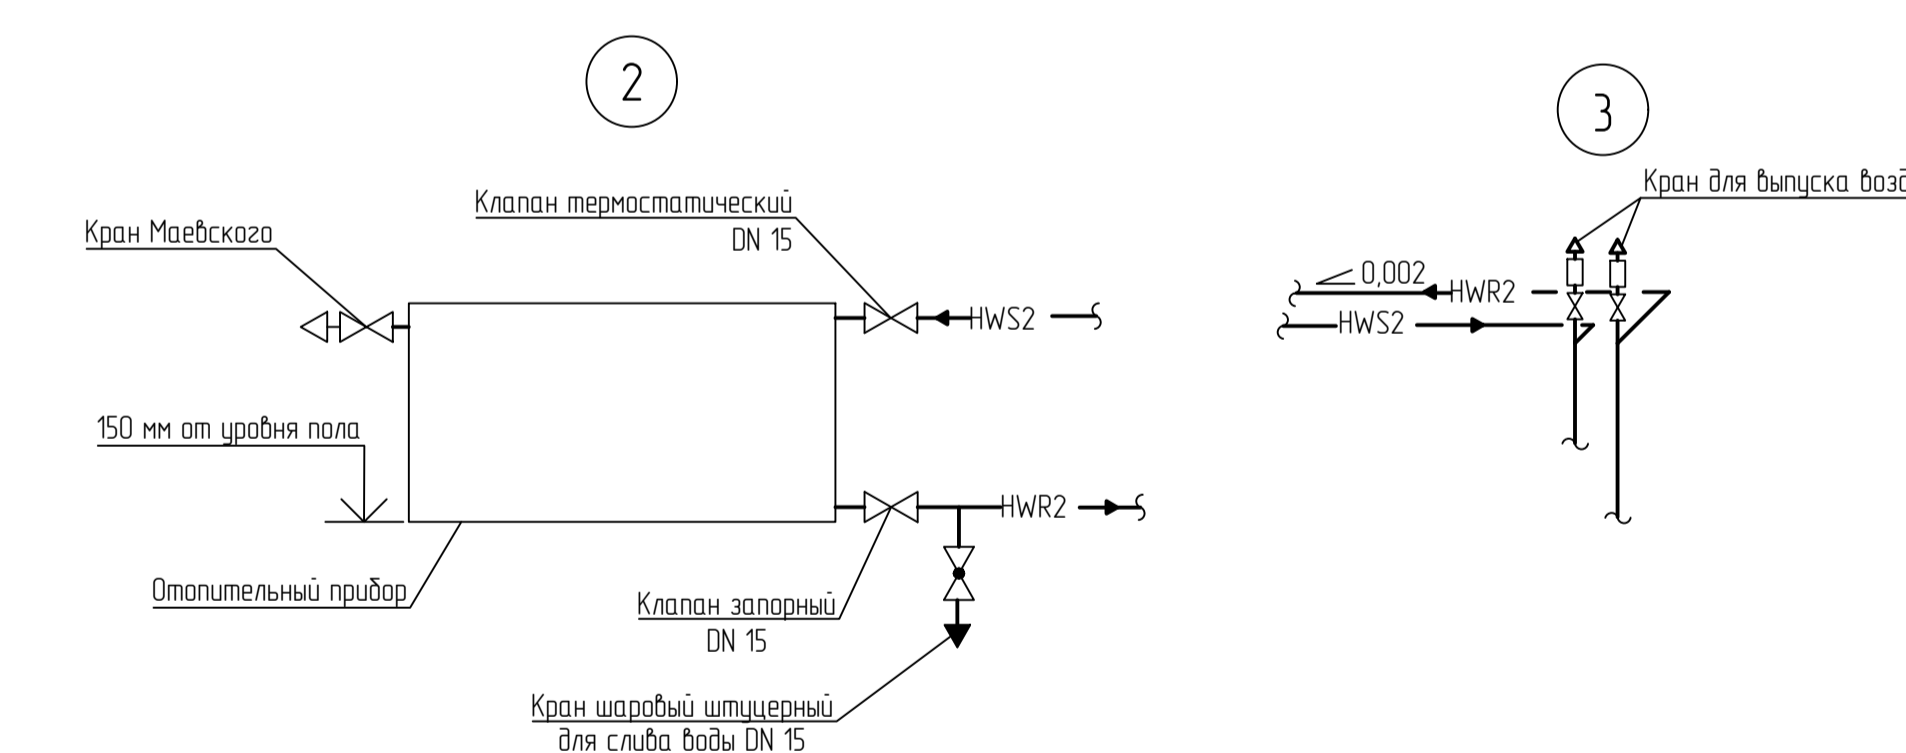 2
Клапан термостатический
DN 15
Кран Маевского
HWS2
150 мм от уровня пола
HWR2
Отопительный прибор
Клапан запорный
DN 15
Кран шаровый штуцерный
для слива воды DN 15
3
Кран для выпуска
0,002
HWR2
HWS2